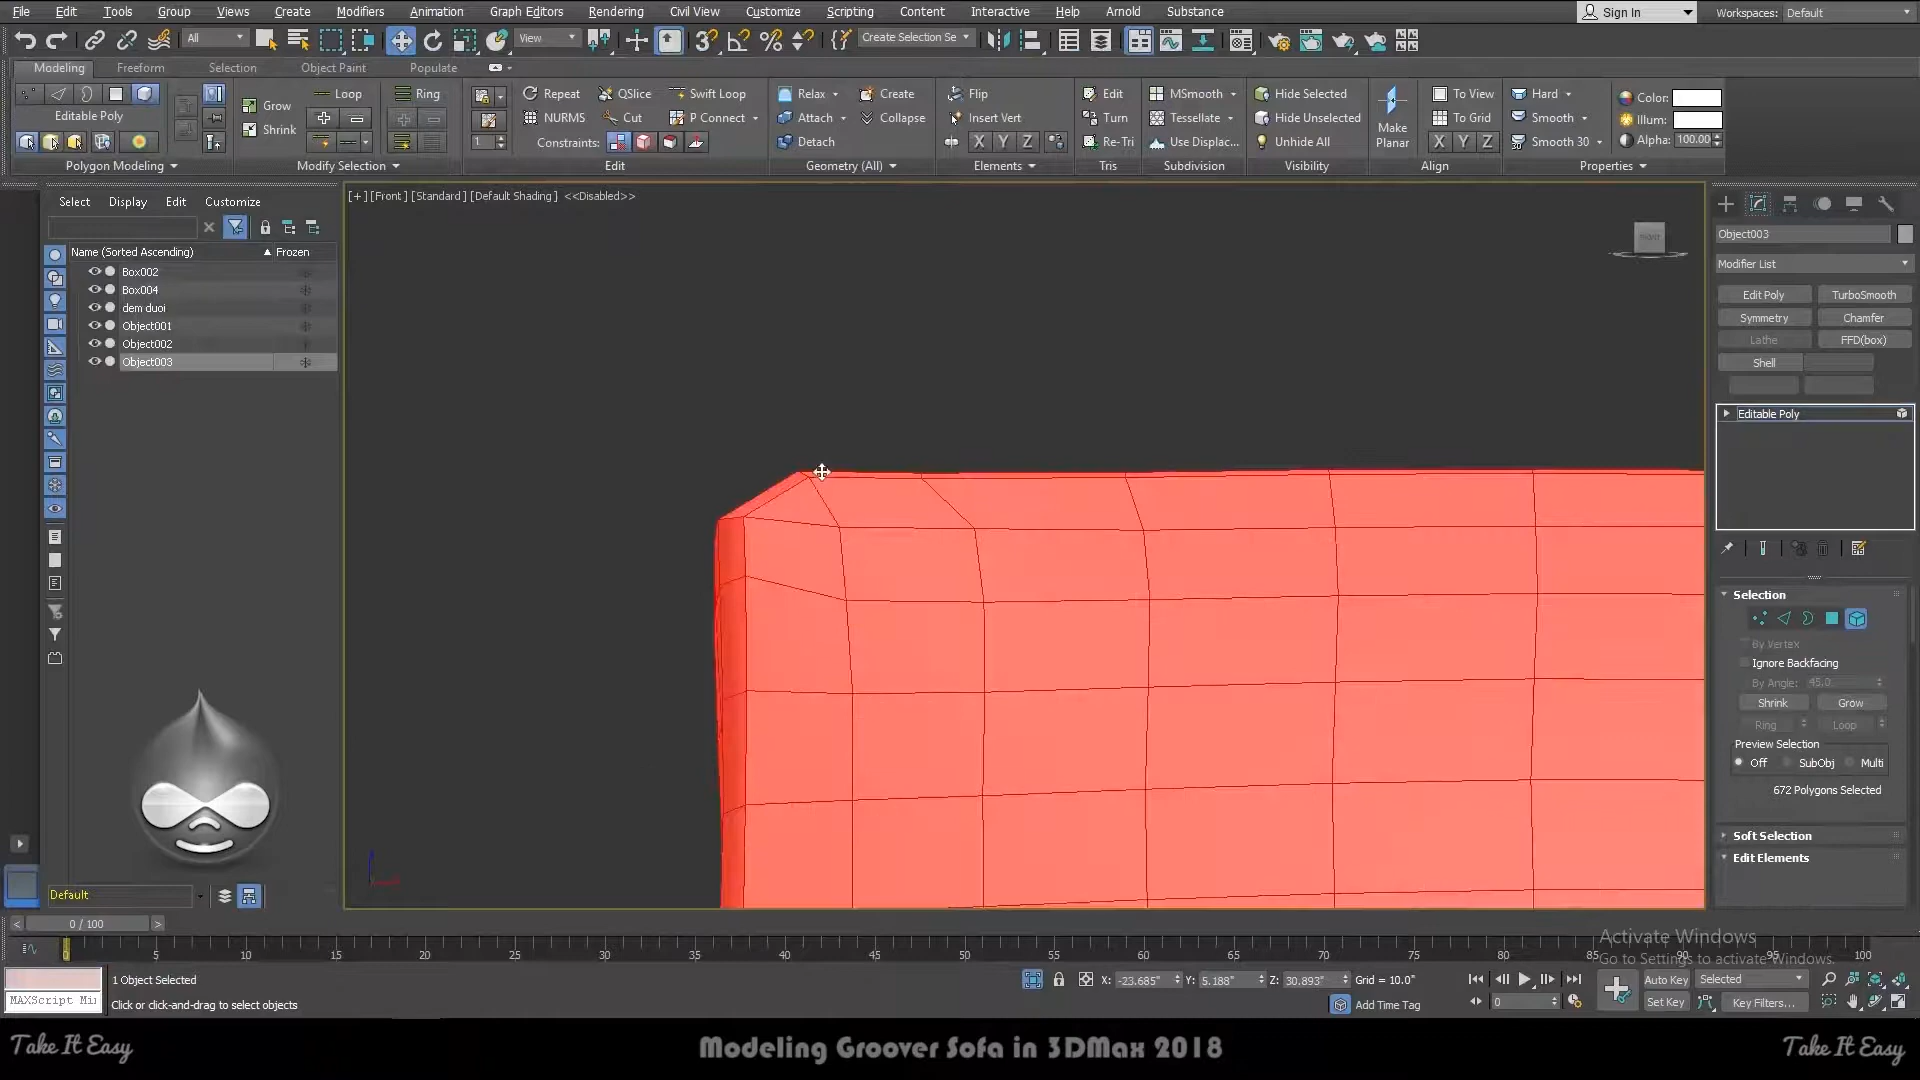 File Edit Tools Group Views Create Modifiers Animation Graph Editors Rendering Civil View Customize Scripting Content Interactive Help Arnold Substance Sign In Workspaces: Default
All View Create Selection Se
Modeling Freeform Selection Object Paint Populate
Editable Poly
Polygon Modeling
Grow Loop
Shrink
Modify Selection
Ring
1
Repeat QSlice Swift Loop
NURMS Cut P Connect
Constraints:
Edit
Relax Create
Attach Collapse
Detach
Geometry (All)
Flip
Insert Vert
X Y Z
Elements
Edit
Turn
Re-Tri
Tris
MSmooth
Tessellate
Use Displac...
Subdivision
Hide Selected
Hide Unselected
Unhide All
Visibility
Make
Planar
To View
To Grid
X Y Z
Align
Hard
Smooth
Smooth 30
Color:
Illum:
Alpha: 100.00
Properties
Select Display Edit Customize
Name (Sorted Ascending) Frozen
Box002
Box004
dem duoi
Object001
Object002
Object003
Default
[+] [Front] [Standard] [Default Shading] <<Disabled>>
FRONT
Object003
Modifier List
Edit Poly TurboSmooth
Symmetry Chamfer
Lathe FFD(box)
Shell
Editable Poly
Selection
By Vertex
Ignore Backfacing
By Angle: 45.0
Shrink Grow
Ring Loop
Preview Selection
Off SubObj Multi
672 Polygons Selected
Soft Selection
Edit Elements
< 0 / 100 >
0 5 10 15 20 25 30 35 40 45 50 55 60 65 70 75 80 85 90 95 100
Activate Windows
Go to Settings to activate Windows.
1 Object Selected
MAXScript Mi
Click or click-and-drag to select objects
X: -23.685" Y: 5.188" Z: 30.893" Grid = 10.0"
Add Time Tag
0
Auto Key Selected
Set Key Key Filters...
Take It Easy Modeling Groover Sofa in 3DMax 2018 Take It Easy